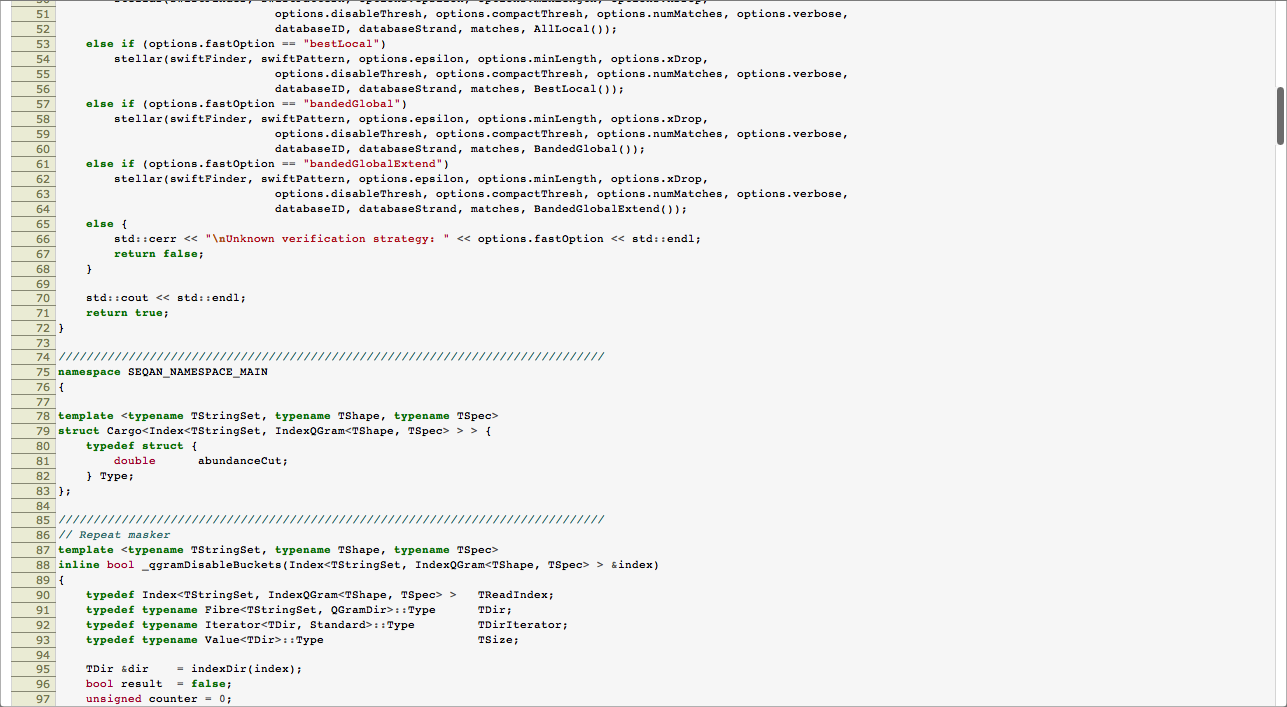 51 options.disableThresh, options.compactThresh, options.numMatches, options.verbose,
52 databaseID, databaseStrand, matches, AllLocal());
53 else if (options.fastOption == "bestLocal")
54 stellar(swiftFinder, swiftPattern, options.epsilon, options.minLength, options.xDrop,
55 options.disableThresh, options.compactThresh, options.numMatches, options.verbose,
56 databaseID, databaseStrand, matches, BestLocal());
57 else if (options.fastOption == "bandedGlobal")
58 stellar(swiftFinder, swiftPattern, options.epsilon, options.minLength, options.xDrop,
59 options.disableThresh, options.compactThresh, options.numMatches, options.verbose,
60 databaseID, databaseStrand, matches, BandedGlobal());
61 else if (options.fastOption == "bandedGlobalExtend")
62 stellar(swiftFinder, swiftPattern, options.epsilon, options.minLength, options.xDrop,
63 options.disableThresh, options.compactThresh, options.numMatches, options.verbose,
64 databaseID, databaseStrand, matches, BandedGlobalExtend());
65 else {
66 std::cerr << "\nUnknown verification strategy: " << options.fastOption << std::endl;
67 return false;
68 }
69
70 std::cout << std::endl;
71 return true;
72 }
73
74 //////////////////////////////////////////////////////////////////////////////
75 namespace SEQAN_NAMESPACE_MAIN
76 {
77
78 template <typename TStringSet, typename TShape, typename TSpec>
79 struct Cargo<Index<TStringSet, IndexQGram<TShape, TSpec> > > {
80 typedef struct {
81 double abundanceCut;
82 } Type;
83 };
84
85 //////////////////////////////////////////////////////////////////////////////
86 // Repeat masker
87 template <typename TStringSet, typename TShape, typename TSpec>
88 inline bool _qgramDisableBuckets(Index<TStringSet, IndexQGram<TShape, TSpec> > &index)
89 {
90 typedef Index<TStringSet, IndexQGram<TShape, TSpec> > TReadIndex;
91 typedef typename Fibre<TStringSet, QGramDir>::Type TDir;
92 typedef typename Iterator<TDir, Standard>::Type TDirIterator;
93 typedef typename Value<TDir>::Type TSize;
94
95 TDir &dir = indexDir(index);
96 bool result = false;
97 unsigned counter = 0;